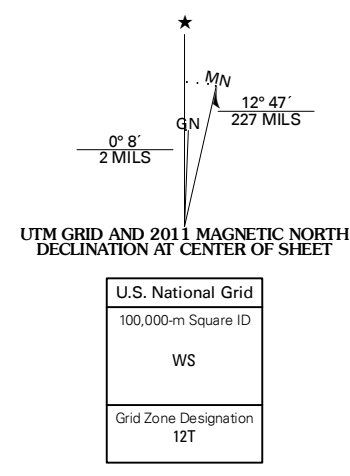 ★
MN
GN
12° 47´
227 MILS
0° 8´
2 MILS
UTM GRID AND 2011 MAGNETIC NORTH
DECLINATION AT CENTER OF SHEET
U.S. National Grid
100,000-m Square ID
WS
Grid Zone Designation
12T